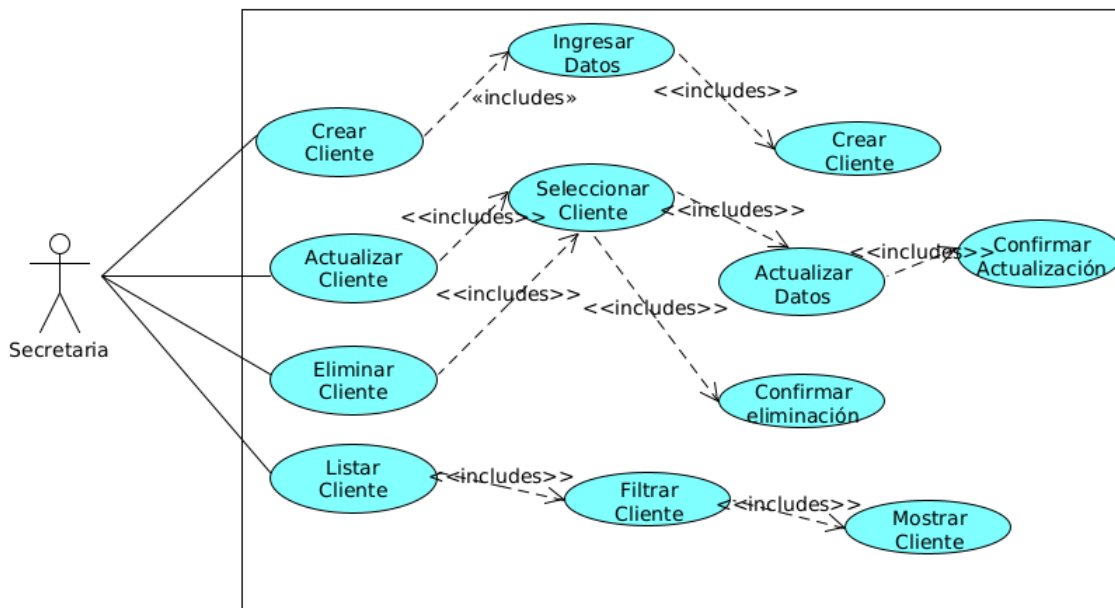 Ingresar
Datos
«includes»
<<includes>>
Crear
Cliente
Crear
Cliente
Seleccionar
Cliente
<<includes>>
<<includes>>
Actualizar
Cliente
Actualizar
Datos
<<includes>>
Confirmar
Actualización
<<includes>>
<<includes>>
Secretaria
Eliminar
Cliente
Confirmar
eliminación
Listar
Cliente
<<includes>>
Filtrar
Cliente
<<includes>>
Mostrar
Cliente